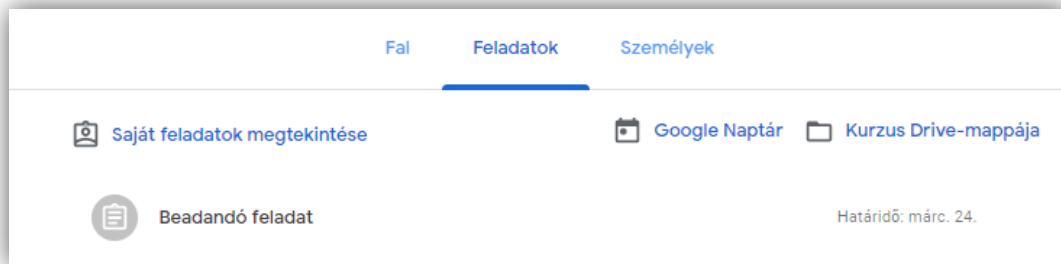 Fal Feladatok Személyek
Saját feladatok megtekintése Google Naptár Kurzus Drive-mappája
Beadandó feladat Határidő: márc. 24.